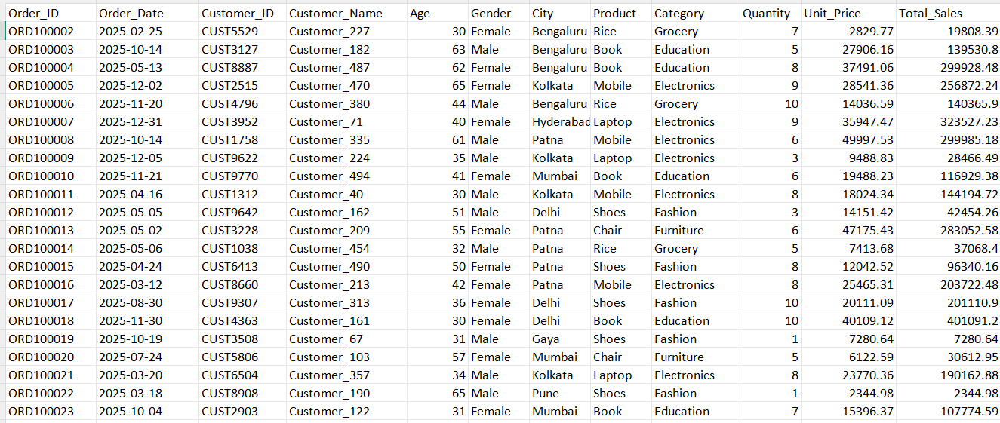 Order_ID Order_Date Customer_ID Customer_Name Age Gender City Product Category Quantity Unit_Price Total_Sales
ORD100002 2025-02-25 CUST5529 Customer_227 30 Female Bengaluru Rice Grocery 7 2829.77 19808.39
ORD100003 2025-10-14 CUST3127 Customer_182 63 Male Bengaluru Book Education 5 27906.16 139530.8
ORD100004 2025-05-13 CUST8887 Customer_487 62 Female Bengaluru Book Education 8 37491.06 299928.48
ORD100005 2025-12-02 CUST2515 Customer_470 65 Female Kolkata Mobile Electronics 9 28541.36 256872.24
ORD100006 2025-11-20 CUST4796 Customer_380 44 Male Bengaluru Rice Grocery 10 14036.59 140365.9
ORD100007 2025-12-31 CUST3952 Customer_71 40 Female Hyderabad Laptop Electronics 9 35947.47 323527.23
ORD100008 2025-10-14 CUST1758 Customer_335 61 Male Patna Mobile Electronics 6 49997.53 299985.18
ORD100009 2025-12-05 CUST9622 Customer_224 35 Male Kolkata Laptop Electronics 3 9488.83 28466.49
ORD100010 2025-11-21 CUST9770 Customer_494 41 Female Mumbai Book Education 6 19488.23 116929.38
ORD100011 2025-04-16 CUST1312 Customer_40 30 Male Kolkata Mobile Electronics 8 18024.34 144194.72
ORD100012 2025-05-05 CUST9642 Customer_162 51 Male Delhi Shoes Fashion 3 14151.42 42454.26
ORD100013 2025-05-02 CUST3228 Customer_209 55 Female Patna Chair Furniture 6 47175.43 283052.58
ORD100014 2025-05-06 CUST1038 Customer_454 32 Male Patna Rice Grocery 5 7413.68 37068.4
ORD100015 2025-04-24 CUST6413 Customer_490 50 Female Patna Shoes Fashion 8 12042.52 96340.16
ORD100016 2025-03-12 CUST8660 Customer_213 42 Female Patna Mobile Electronics 8 25465.31 203722.48
ORD100017 2025-08-30 CUST9307 Customer_313 36 Female Delhi Shoes Fashion 10 20111.09 201110.9
ORD100018 2025-11-30 CUST4363 Customer_161 30 Female Delhi Book Education 10 40109.12 401091.2
ORD100019 2025-10-19 CUST3508 Customer_67 31 Male Gaya Shoes Fashion 1 7280.64 7280.64
ORD100020 2025-07-24 CUST5806 Customer_103 57 Female Mumbai Chair Furniture 5 6122.59 30612.95
ORD100021 2025-03-20 CUST6504 Customer_357 34 Male Kolkata Laptop Electronics 8 23770.36 190162.88
ORD100022 2025-03-18 CUST8908 Customer_190 65 Male Pune Shoes Fashion 1 2344.98 2344.98
ORD100023 2025-10-04 CUST2903 Customer_122 31 Female Mumbai Book Education 7 15396.37 107774.59